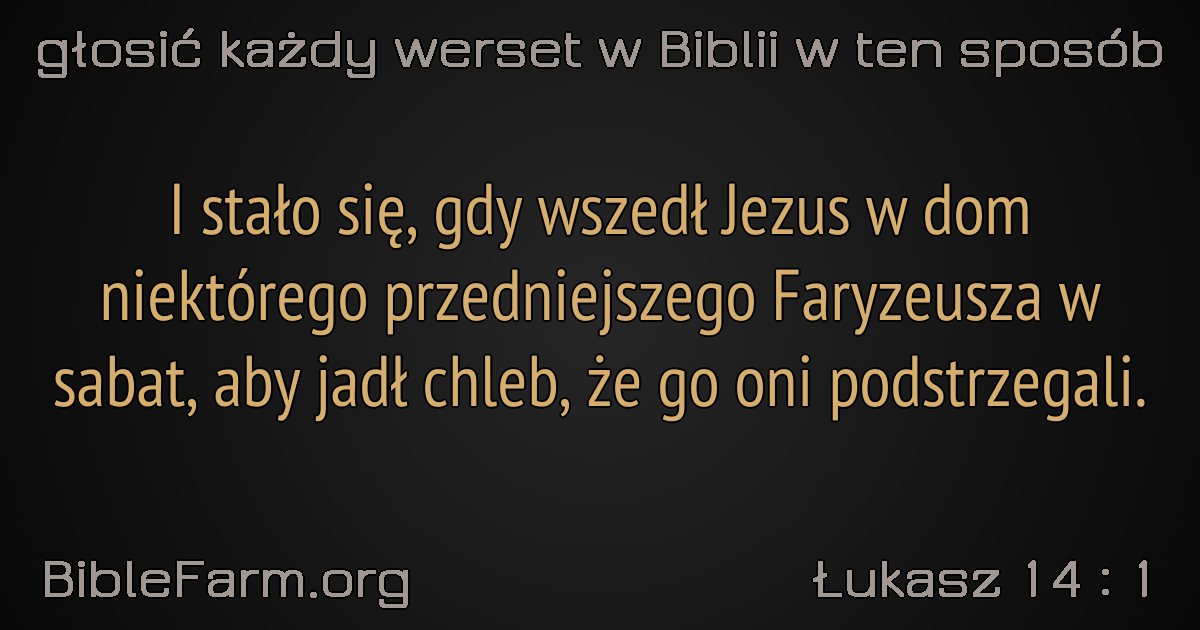 głosić każdy werset w Biblii w ten sposób
I stało się, gdy wszedł Jezus w dom
niektórego przedniejszego Faryzeusza w
sabat, aby jadł chleb, że go oni podstrzegali.
BibleFarm.org
Łukasz 14 : 1